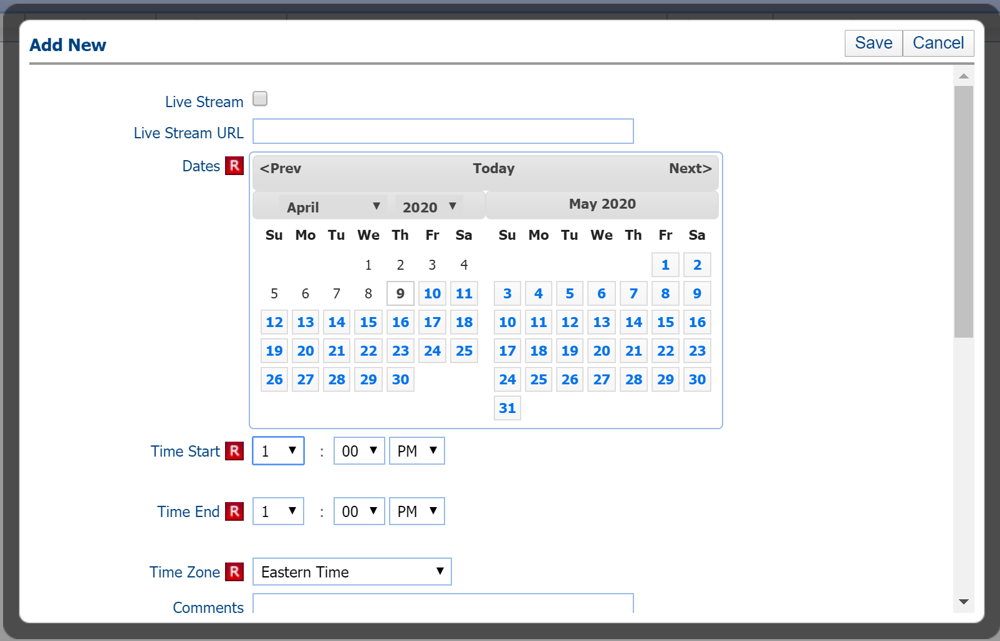 Add New
Save Cancel
Live Stream
Live Stream URL
Dates R
<Prev Today Next>
April 2020 May 2020
Su Mo Tu We Th Fr Sa Su Mo Tu We Th Fr Sa
1 2 3 4 1 2
5 6 7 8 9 10 11 3 4 5 6 7 8 9
12 13 14 15 16 17 18 10 11 12 13 14 15 16
19 20 21 22 23 24 25 17 18 19 20 21 22 23
26 27 28 29 30 24 25 26 27 28 29 30
31
Time Start R 1 : 00 PM
Time End R 1 : 00 PM
Time Zone R Eastern Time
Comments